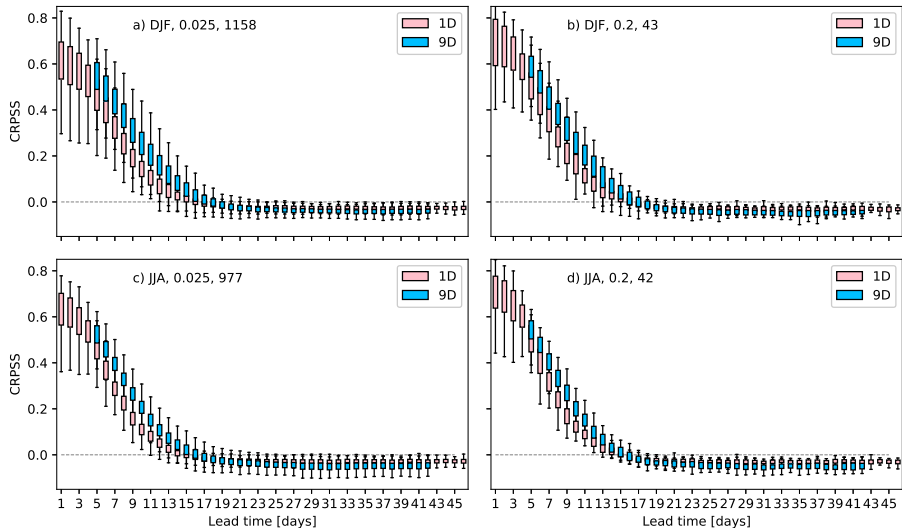 a) DJF, 0.025, 1158
1D
9D
b) DJF, 0.2, 43
1D
9D
0.8
0.6
0.4
0.2
0.0
CRPSS
c) JJA, 0.025, 977
1D
9D
d) JJA, 0.2, 42
1D
9D
0.8
0.6
0.4
0.2
0.0
CRPSS
1 3 5 7 9 11 13 15 17 19 21 23 25 27 29 31 33 35 37 39 41 43 45
Lead time [days]
1 3 5 7 9 11 13 15 17 19 21 23 25 27 29 31 33 35 37 39 41 43 45
Lead time [days]